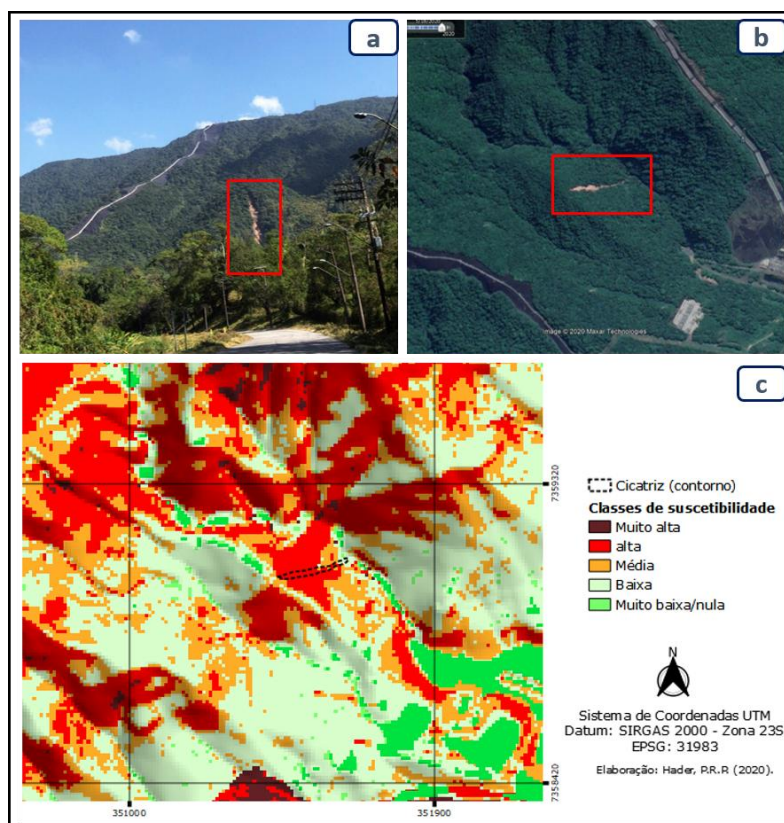 a
b
2020
Image © 2020 Maxar Technologies
c
Cicatriz (contorno)
Classes de suscetibilidade
Muito alta
alta
Média
Baixa
Muito baixa/nula
N
Sistema de Coordenadas UTM
Datum: SIRGAS 2000 - Zona 23S
EPSG: 31983
Elaboração: Hader, P.R.P (2020).
7359320
7358420
351000
351900